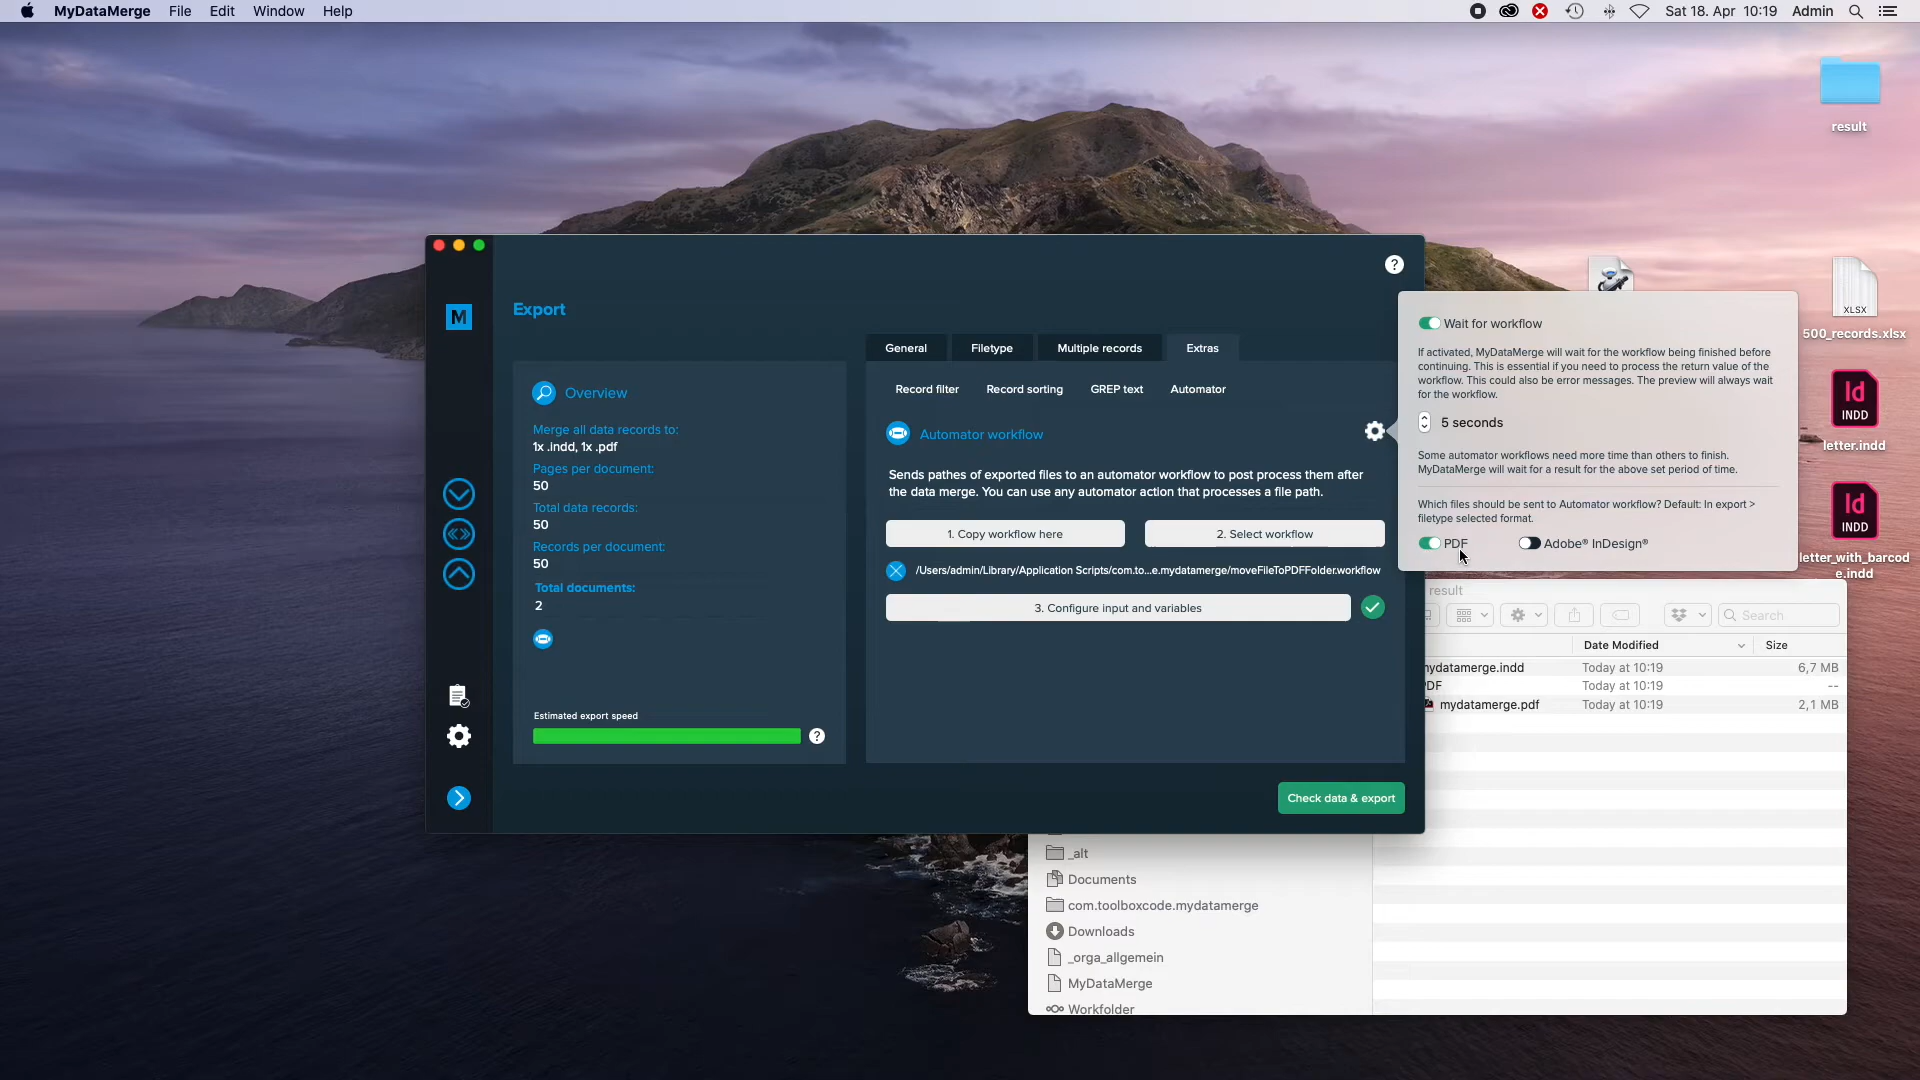 MyDataMerge File Edit Window Help
Sat 18. Apr 10:19 Admin
result
XLSX
500_records.xlsx
Id
INDD
letter.indd
Id
INDD
letter_with_barcod
e.indd
M
Export
?
General Filetype Multiple records Extras
Overview
Merge all data records to:
1x .indd, 1x .pdf
Pages per document:
50
Total data records:
50
Records per document:
50
Total documents:
2
Estimated export speed
?
Record filter Record sorting GREP text Automator
Automator workflow
Sends pathes of exported files to an automator workflow to post process them after
the data merge. You can use any automator action that processes a file path.
1. Copy workflow here 2. Select workflow
/Users/admin/Library/Application Scripts/com.to...e.mydatamerge/moveFileToPDFFolder.workflow
3. Configure input and variables
Check data & export
Wait for workflow
If activated, MyDataMerge will wait for the workflow being finished before
continuing. This is essential if you need to process the return value of the
workflow. This could also be error messages. The preview will always wait
for the workflow.
5 seconds
Some automator workflows need more time than others to finish.
MyDataMerge will wait for a result for the above set period of time.
Which files should be sent to Automator workflow? Default: In export >
filetype selected format.
PDF Adobe® InDesign®
result
Search
Date Modified Size
mydatamerge.indd Today at 10:19 6,7 MB
PDF Today at 10:19 --
mydatamerge.pdf Today at 10:19 2,1 MB
_alt
Documents
com.toolboxcode.mydatamerge
Downloads
_orga_allgemein
MyDataMerge
Workfolder